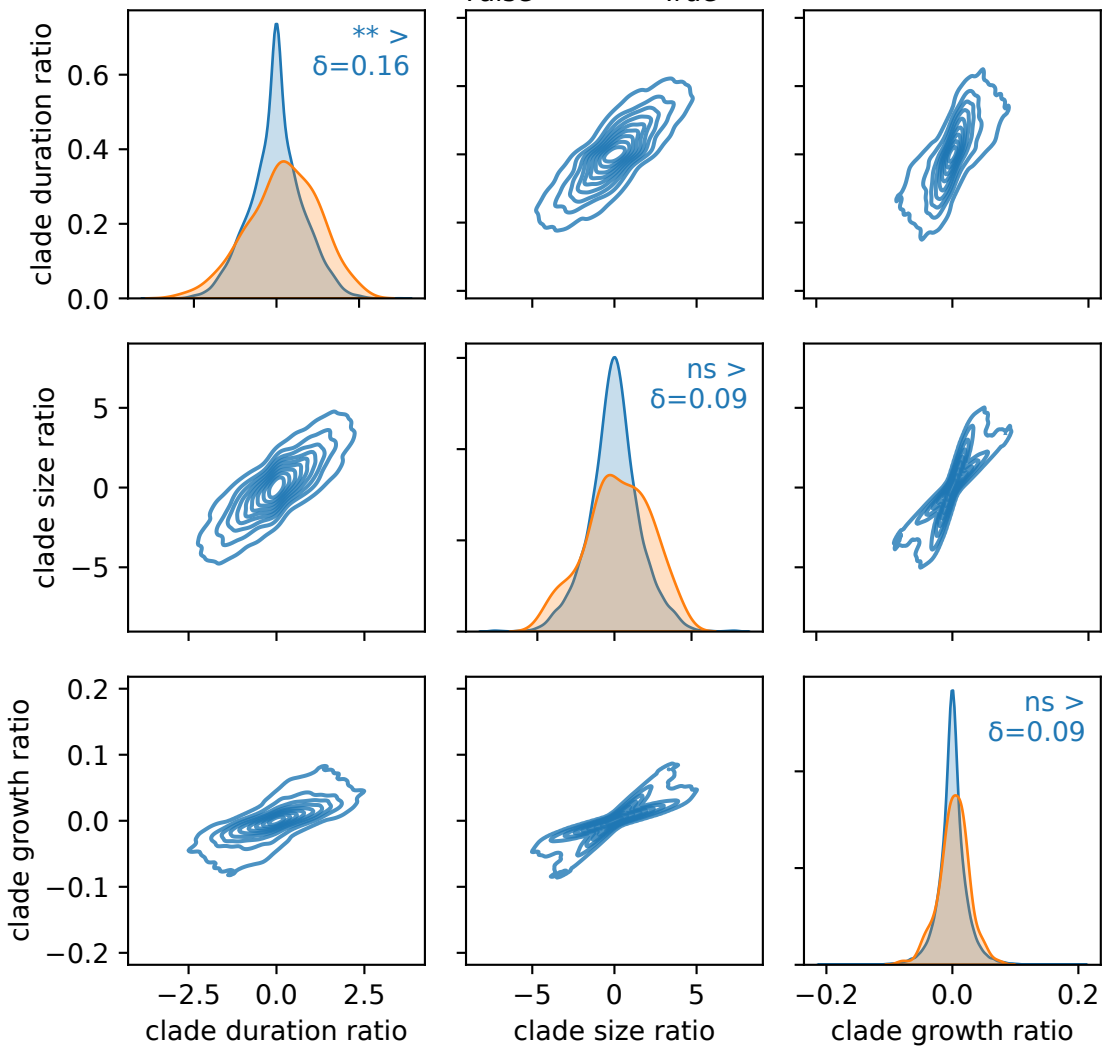 clade duration ratio
0.6
0.4
0.2
0.0
** >
δ=0.16
clade size ratio
5
0
−5
ns >
δ=0.09
clade growth ratio
0.2
0.1
0.0
−0.1
−0.2
ns >
δ=0.09
−2.5 0.0 2.5
−5 0 5
−0.2 0.0 0.2
clade duration ratio
clade size ratio
clade growth ratio